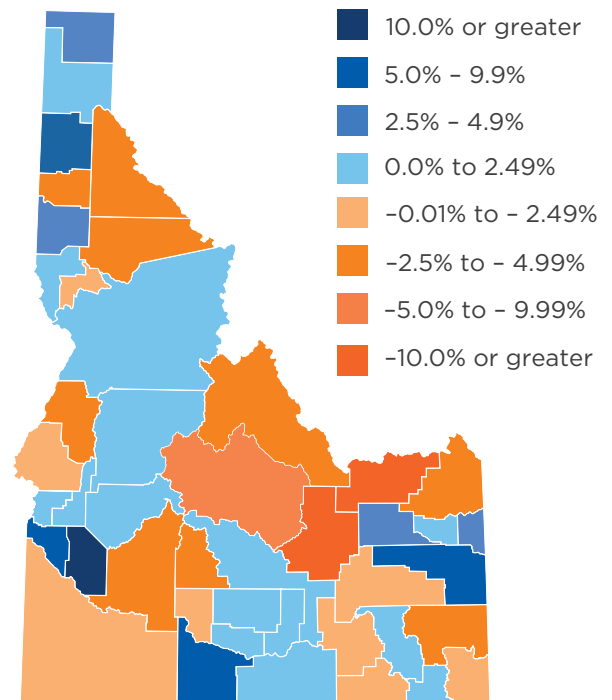 10.0% or greater
5.0% – 9.9%
2.5% – 4.9%
0.0% to 2.49%
–0.01% to – 2.49%
–2.5% to – 4.99%
–5.0% to – 9.99%
–10.0% or greater